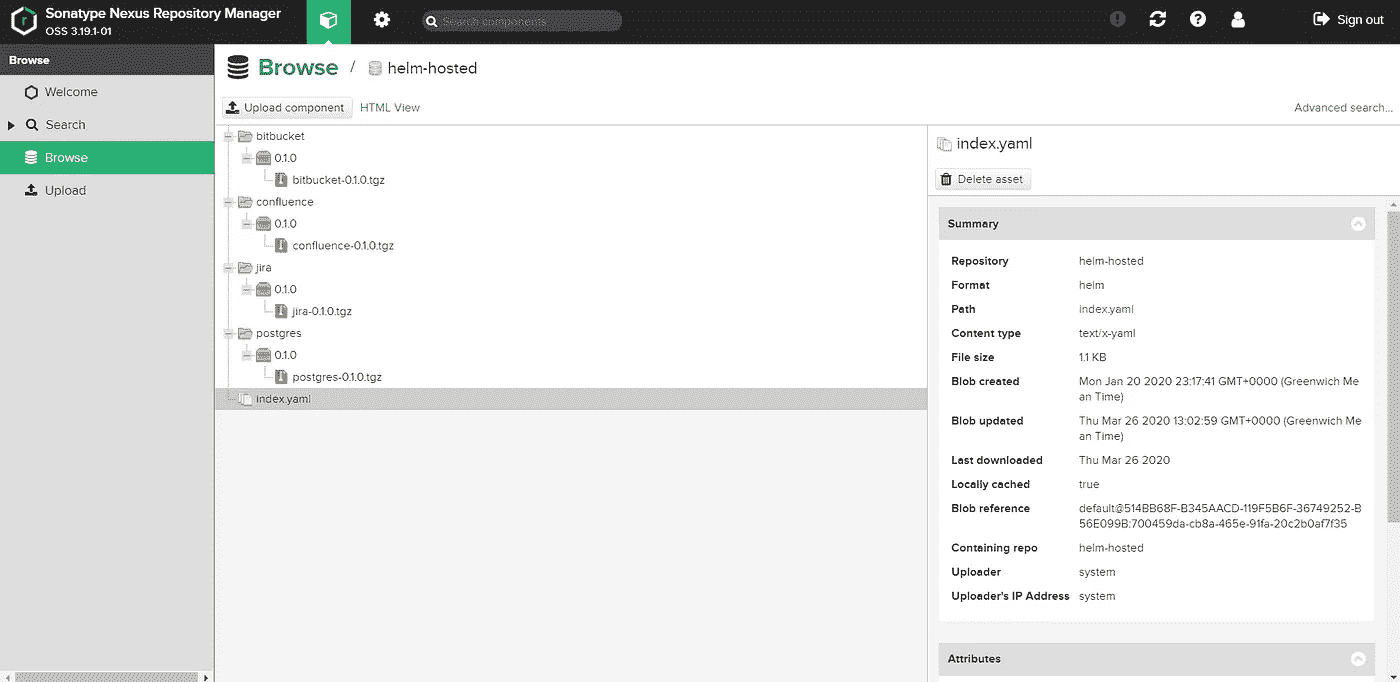 Sonatype Nexus Repository Manager
OSS 3.19.1-01
Search components
Sign out
Browse
Welcome
Search
Browse
Upload
Browse / helm-hosted
Upload component
HTML View
Advanced search...
bitbucket
0.1.0
bitbucket-0.1.0.tgz
confluence
0.1.0
confluence-0.1.0.tgz
jira
0.1.0
jira-0.1.0.tgz
postgres
0.1.0
postgres-0.1.0.tgz
index.yaml
index.yaml
Delete asset
Summary
Repository helm-hosted
Format helm
Path index.yaml
Content type text/x-yaml
File size 1.1 KB
Blob created Mon Jan 20 2020 23:17:41 GMT+0000 (Greenwich Me
an Time)
Blob updated Thu Mar 26 2020 13:02:59 GMT+0000 (Greenwich Me
an Time)
Last downloaded Thu Mar 26 2020
Locally cached true
Blob reference default@514BB68F-B345AACD-119F5B6F-36749252-B
56E099B:700459da-cb8a-465e-91fa-20c2b0af7f35
Containing repo helm-hosted
Uploader system
Uploader's IP Address system
Attributes